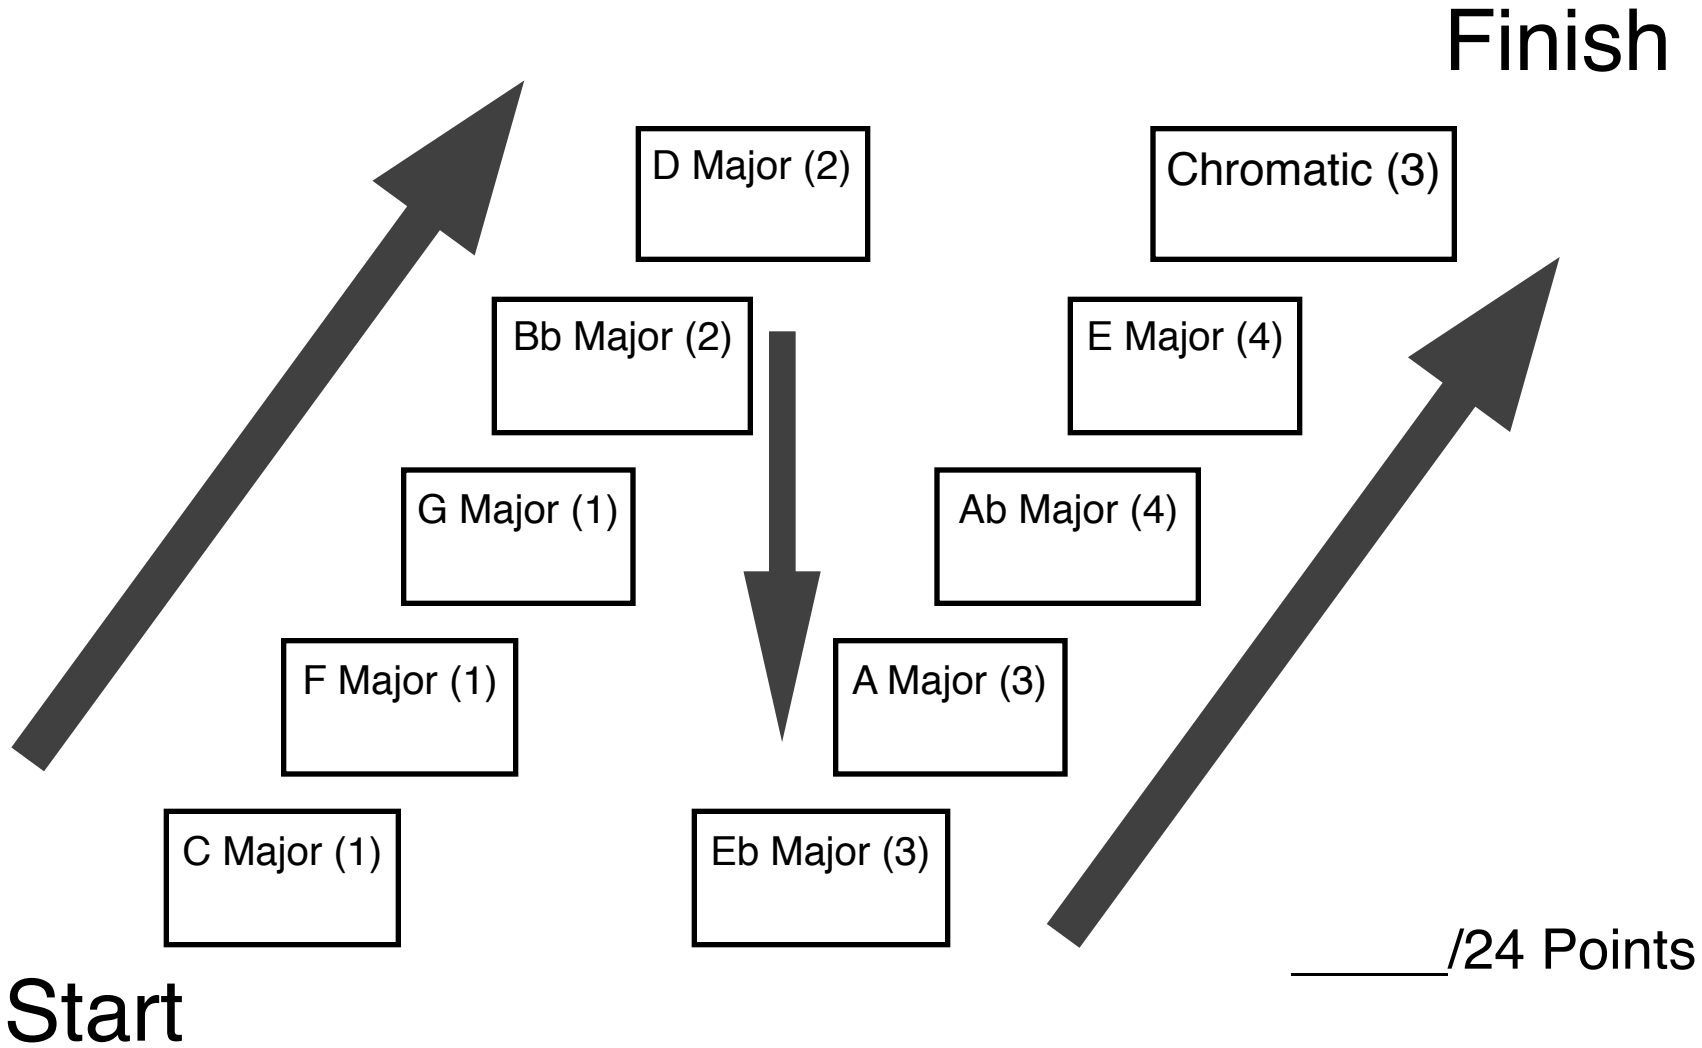 Finish
D Major (2)
Chromatic (3)
Bb Major (2)
E Major (4)
G Major (1)
Ab Major (4)
F Major (1)
A Major (3)
C Major (1)
Eb Major (3)
______/24 Points
Start